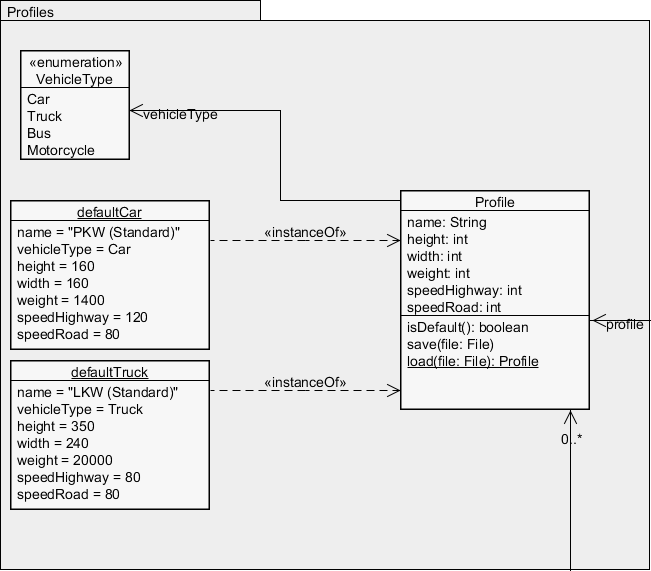 Profiles
«enumeration»
VehicleType
Car
Truck
Bus
Motorcycle
vehicleType
defaultCar
name = "PKW (Standard)"
vehicleType = Car
height = 160
width = 160
weight = 1400
speedHighway = 120
speedRoad = 80
«instanceOf»
Profile
name: String
height: int
width: int
weight: int
speedHighway: int
speedRoad: int
isDefault(): boolean
save(file: File)
load(file: File): Profile
profile
defaultTruck
name = "LKW (Standard)"
vehicleType = Truck
height = 350
width = 240
weight = 20000
speedHighway = 80
speedRoad = 80
«instanceOf»
0..*